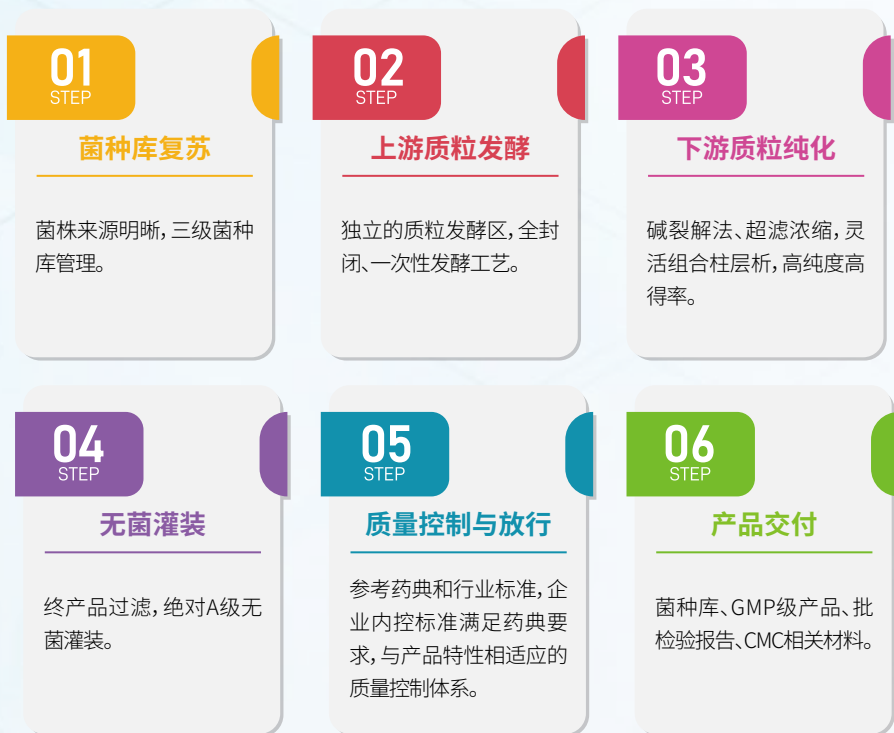 01
STEP
菌种库复苏
菌株来源明晰，三级菌种
库管理。
02
STEP
上游质粒发酵
独立的质粒发酵区，全封
闭、一次性发酵工艺。
03
STEP
下游质粒纯化
碱裂解法、超滤浓缩，灵
活组合柱层析，高纯度高
得率。
04
STEP
无菌灌装
终产品过滤，绝对A级无
菌灌装。
05
STEP
质量控制与放行
参考药典和行业标准，企
业内控标准满足药典要
求，与产品特性相适应的
质量控制体系。
06
STEP
产品交付
菌种库、GMP级产品、批
检验报告、CMC相关材料。